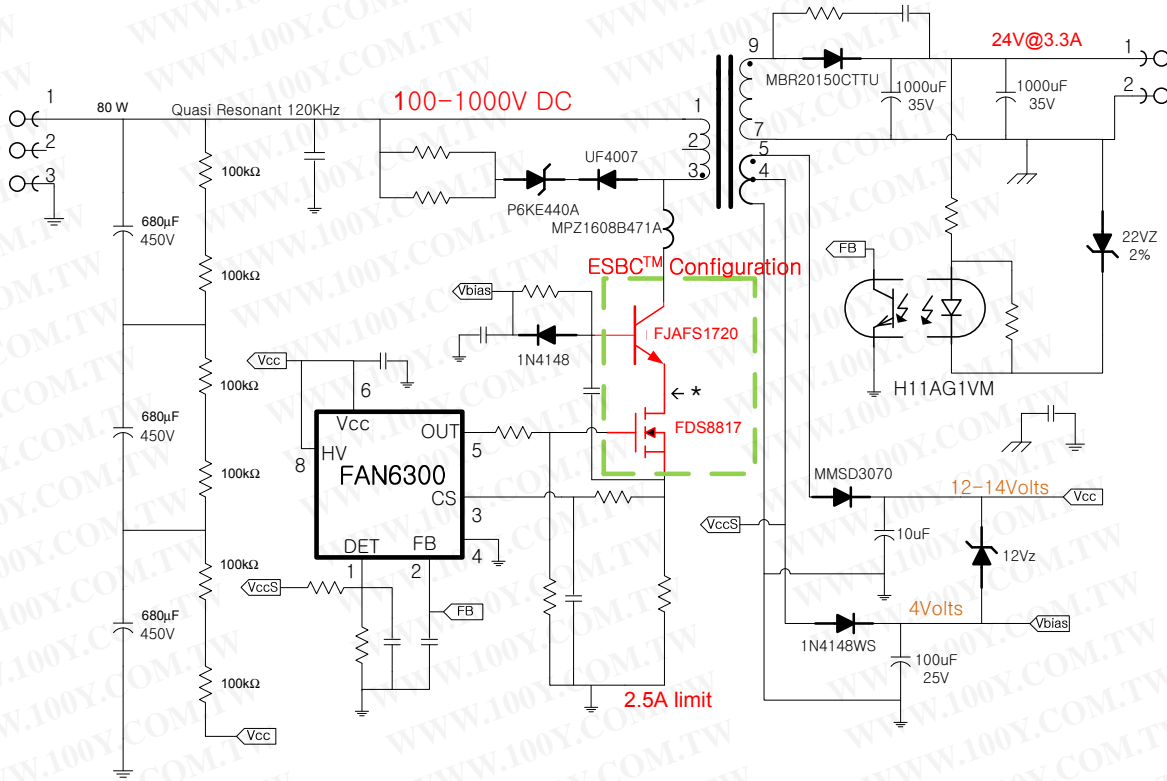 WWW.100Y.COM.TW
1
2
3
80 W
Quasi Resonant 120KHz
100-1000V DC
1
2
3
9
7
5
4
MBR20150CTTU
24V@3.3A
1
2
1000uF
35V
1000uF
35V
100kΩ
680µF
450V
100kΩ
UF4007
P6KE440A
MPZ1608B471A
22VZ
2%
FB
H11AG1VM
ESBC™ Configuration
Vbias
FJAFS1720
1N4148
← *
FDS8817
Vcc
6
100kΩ
680µF
450V
100kΩ
Vcc
OUT
5
HV
8
FAN6300
CS
3
4
DET
FB
1
2
MMSD3070
12-14Volts
Vcc
VccS
10uF
12Vz
100kΩ
VccS
FB
4Volts
Vbias
1N4148WS
100uF
25V
680µF
450V
100kΩ
2.5A limit
Vcc